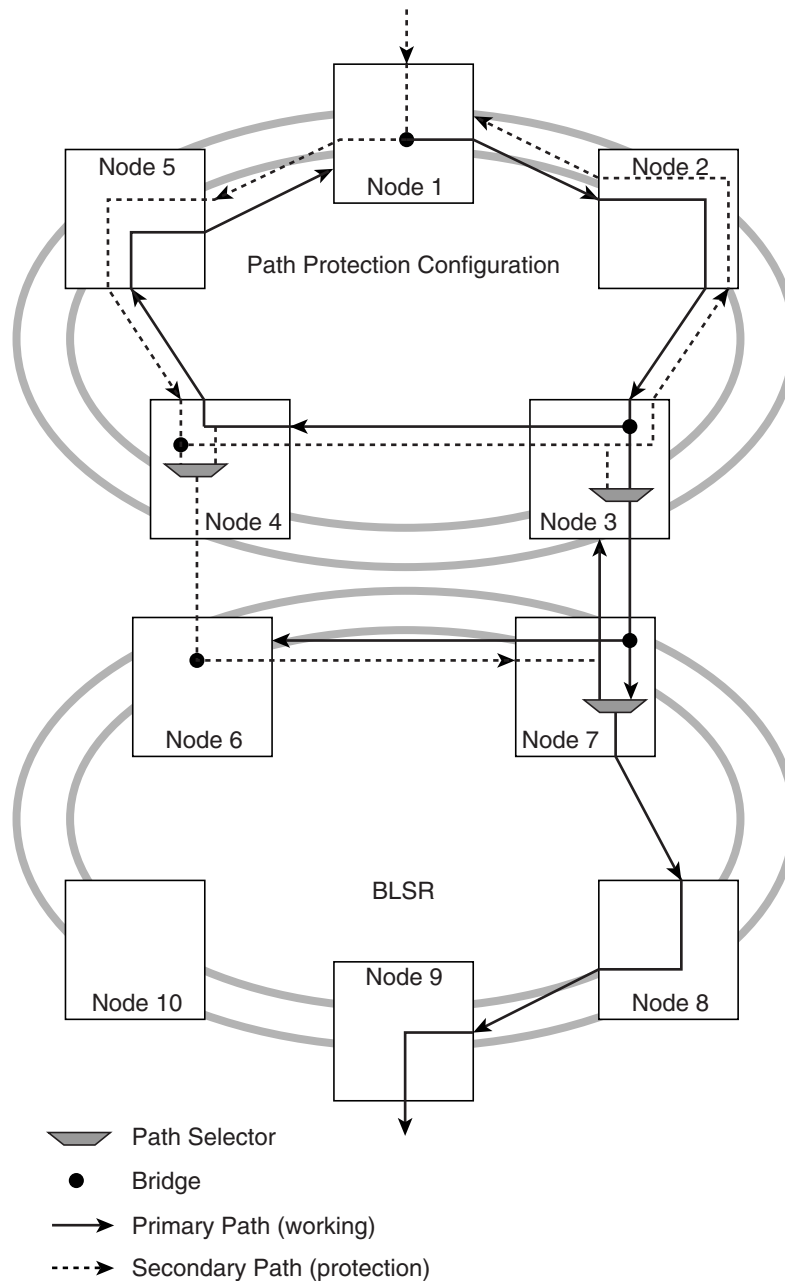 Node 1
Node 5
Node 2
Path Protection Configuration
Node 4
Node 3
Node 6
Node 7
BLSR
Node 10
Node 9
Node 8
Path Selector
Bridge
Primary Path (working)
Secondary Path (protection)